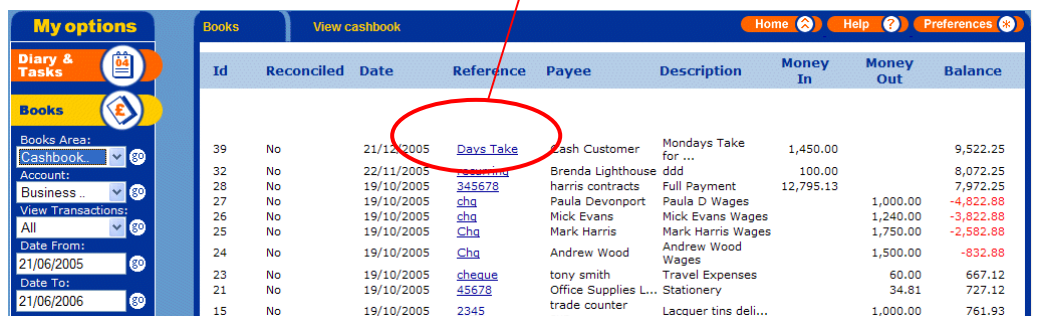 My options
Books View cashbook Home Help ? Preferences *
Diary & Tasks 04
Books £
Books Area:
Cashbook.. go
Account:
Business .. go
View Transactions:
All go
Date From:
21/06/2005 go
Date To:
21/06/2006 go
Id Reconciled Date Reference Payee Description Money In Money Out Balance
39 No 21/12/2005 Days Take Cash Customer Mondays Take for ... 1,450.00 9,522.25
32 No 22/11/2005 recurring Brenda Lighthouse ddd 100.00 8,072.25
28 No 19/10/2005 345678 harris contracts Full Payment 12,795.13 7,972.25
27 No 19/10/2005 chq Paula Devonport Paula D Wages 1,000.00 -4,822.88
26 No 19/10/2005 chq Mick Evans Mick Evans Wages 1,240.00 -3,822.88
25 No 19/10/2005 Chq Mark Harris Mark Harris Wages 1,750.00 -2,582.88
24 No 19/10/2005 Chq Andrew Wood Andrew Wood Wages 1,500.00 -832.88
23 No 19/10/2005 cheque tony smith Travel Expenses 60.00 667.12
21 No 19/10/2005 45678 Office Supplies L... Stationery 34.81 727.12
15 No 19/10/2005 2345 trade counter Lacquer tins deli... 1,000.00 761.93